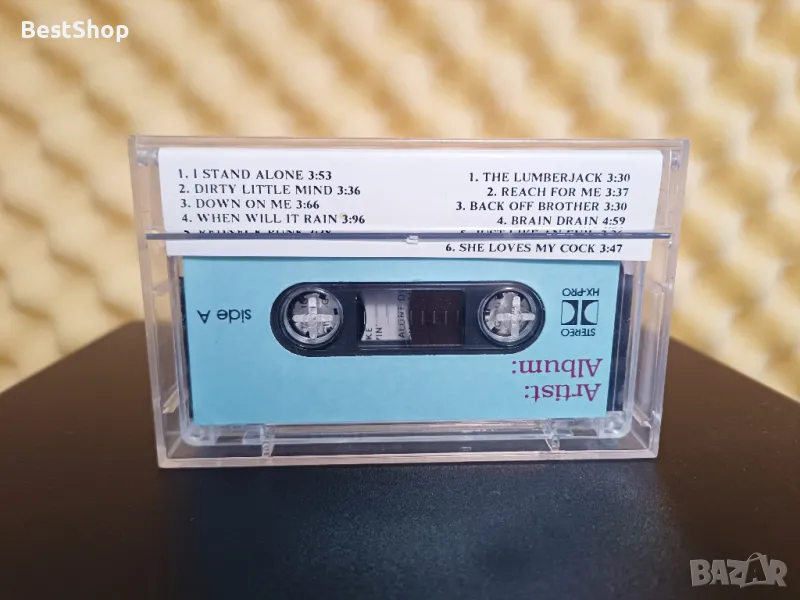 BestShop
1. I STAND ALONE 3:53
2. DIRTY LITTLE MIND 3:36
3. DOWN ON ME 3:66
4. WHEN WILL IT RAIN 3:96
1. THE LUMBERJACK 3:30
2. REACH FOR ME 3:37
3. BACK OFF BROTHER 3:30
4. BRAIN DRAIN 4:59
6. SHE LOVES MY COCK 3:47
side A
STEREO
HX-PRO
Artist:
Album:
BAZAR